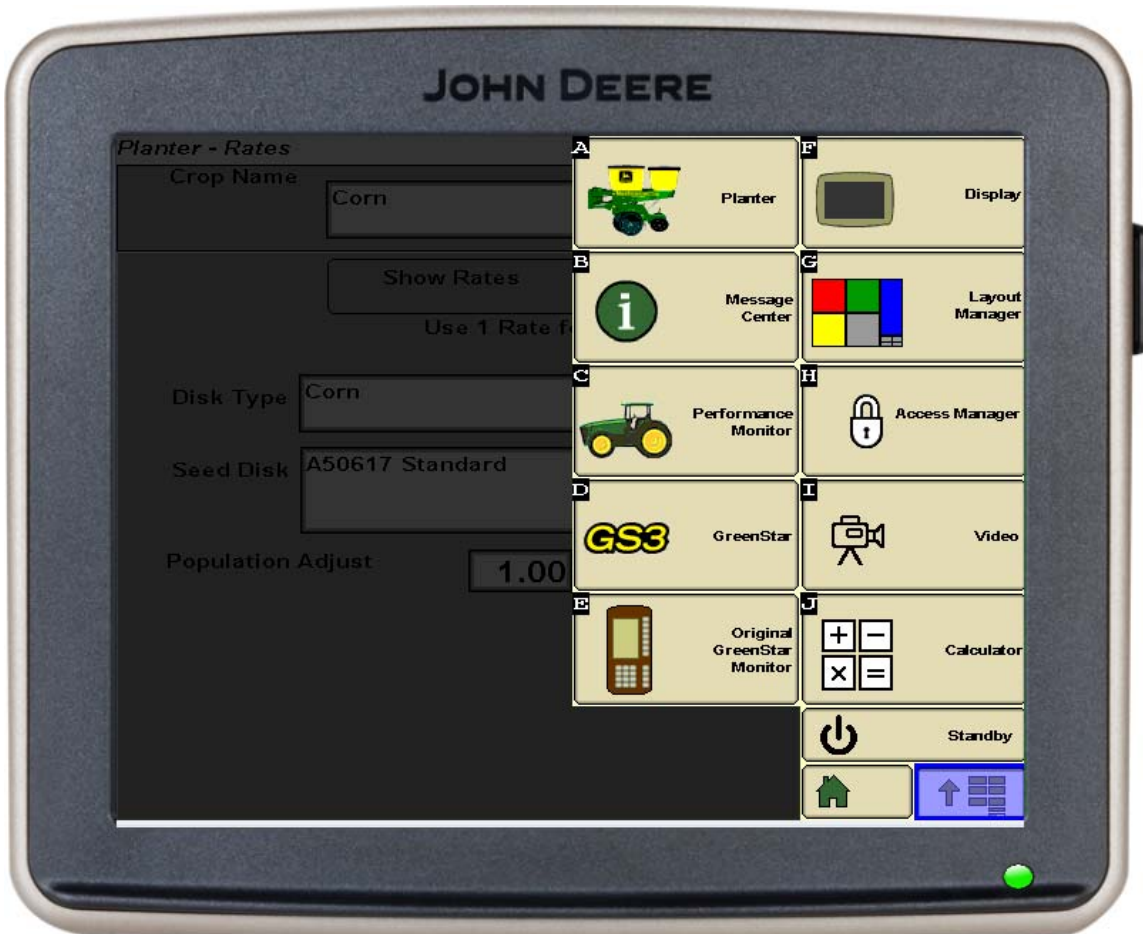 JOHN DEERE
Planter - Rates
Crop Name
Corn
Show Rates
Use 1 Rate fo
Disk Type
Corn
Seed Disk
A50617 Standard
Population Adjust
1.00
A
Planter
B
Message
Center
C
Performance
Monitor
D
GS3
GreenStar
E
Original
GreenStar
Monitor
F
Display
G
Layout
Manager
H
Access Manager
I
Video
J
Calculator
Standby